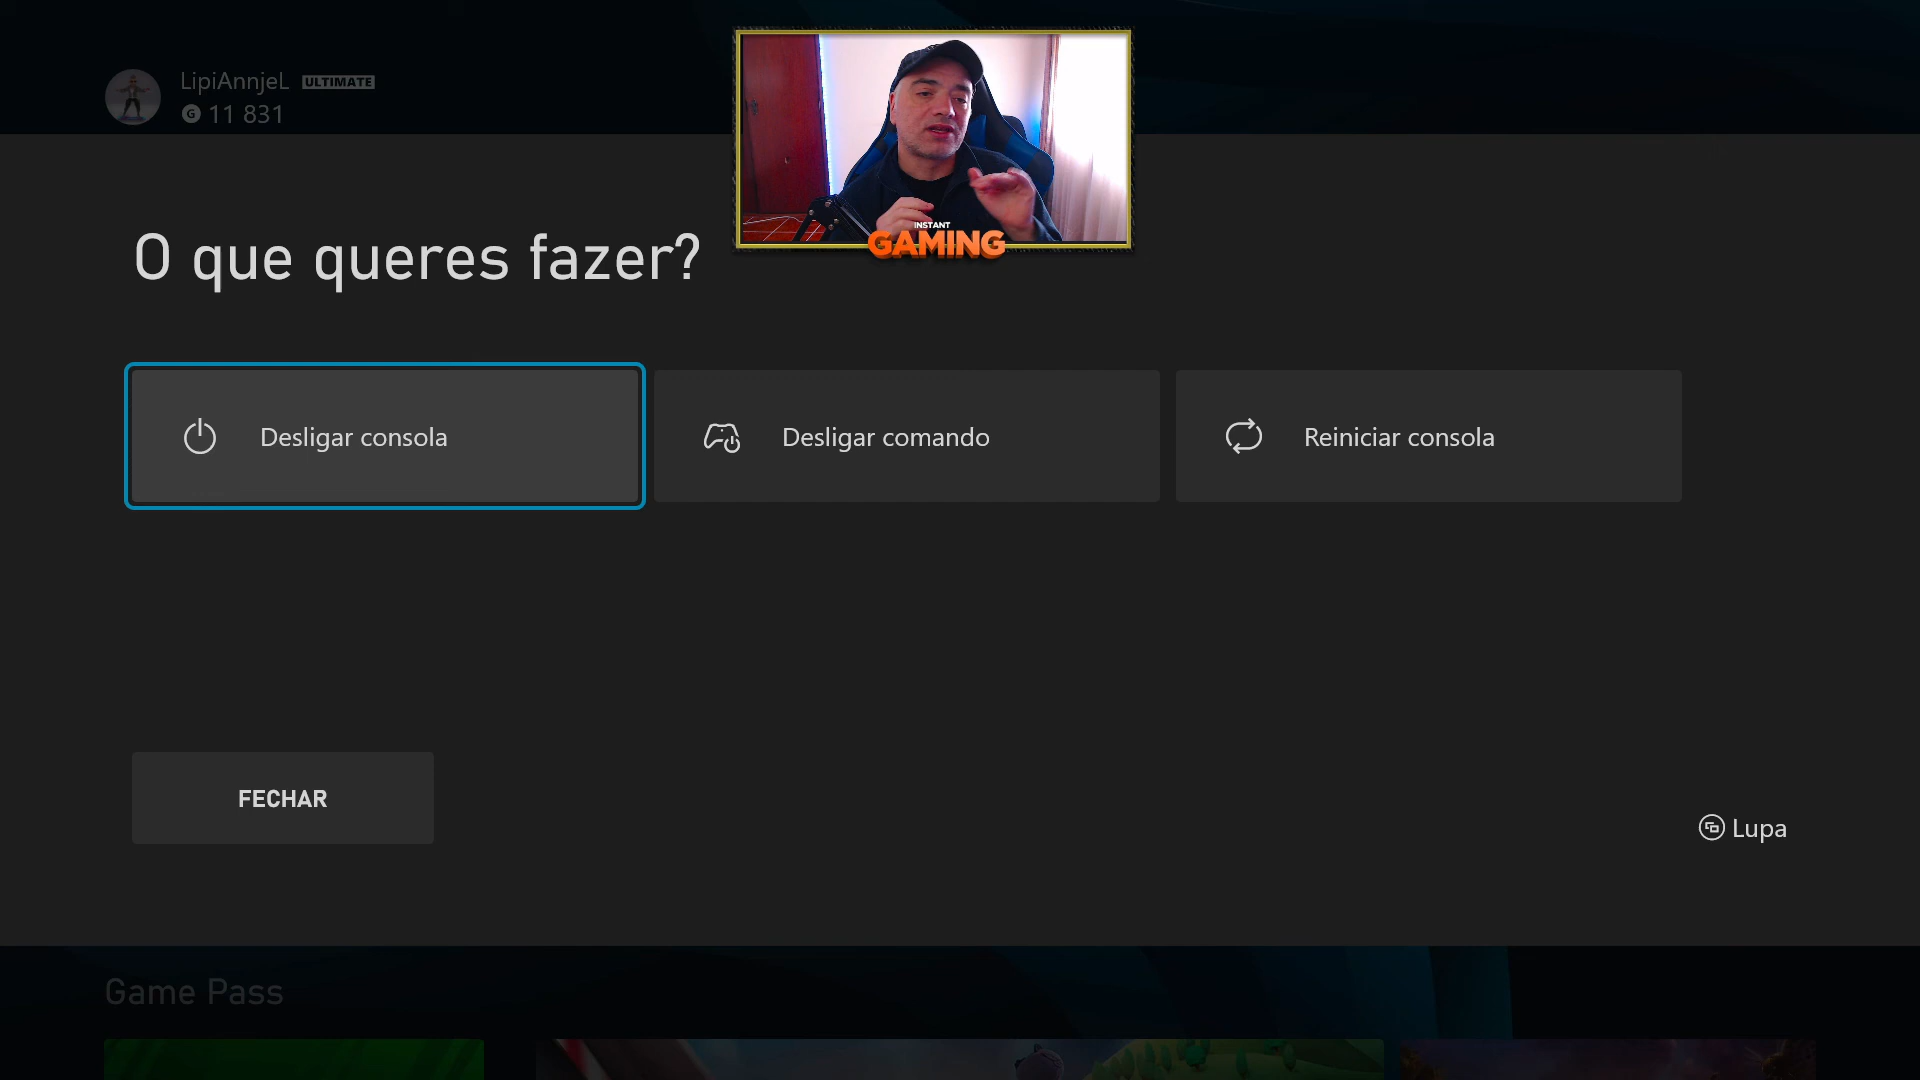 LipiAnnjeL ULTIMATE
G 11 831
INSTANT
GAMING
O que queres fazer?
Desligar consola
Desligar comando
Reiniciar consola
FECHAR
Lupa
Game Pass